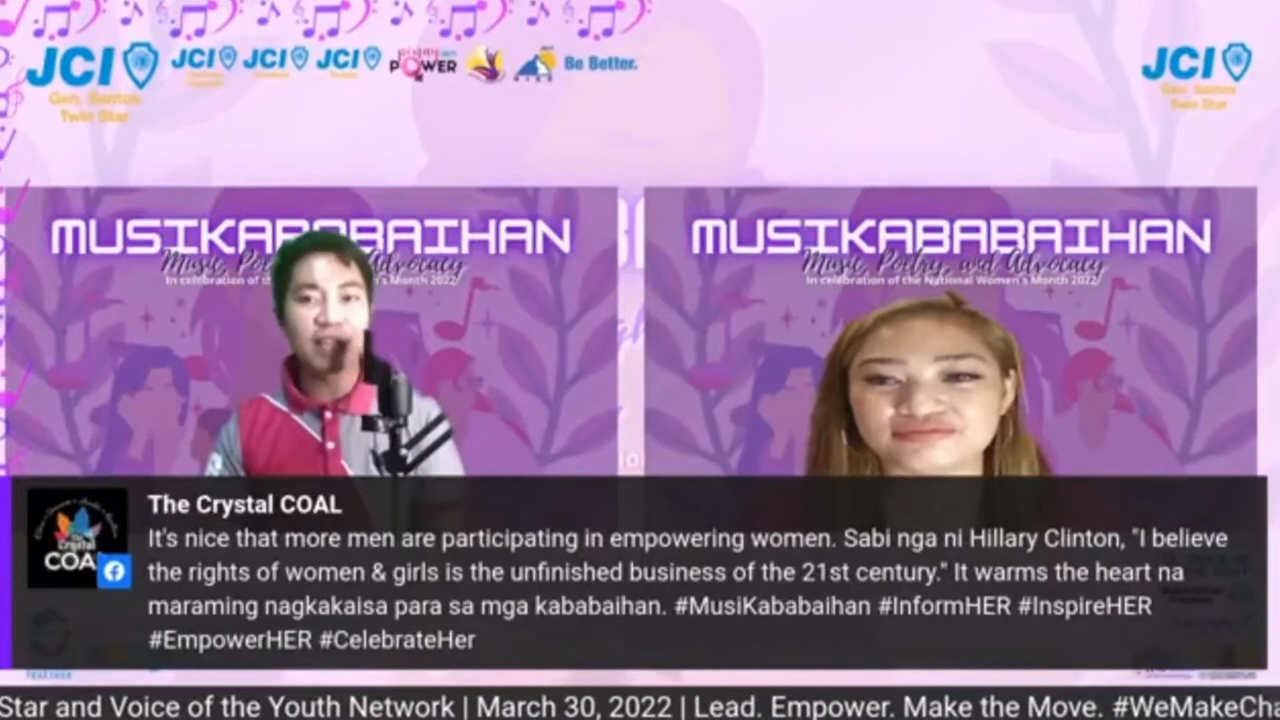 JCI
Gen. Santos
Twin Star
JCI
JCI
JCI
POWER
Be Better.
JCI
Gen. Santos
Twin Star
MUSIKABABAIHAN
Music, Poetry, and Advocacy
MUSIKABABAIHAN
Music, Poetry, and Advocacy
In celebration of the National Women's Month 2022
The Crystal COAL
It's nice that more men are participating in empowering women. Sabi nga ni Hillary Clinton, "I believe
the rights of women & girls is the unfinished business of the 21st century." It warms the heart na
maraming nagkakaisa para sa mga kababaihan. #MusiKababaihan #InformHER #InspireHER
#EmpowerHER #CelebrateHer
Star and Voice of the Youth Network | March 30, 2022 | Lead. Empower. Make the Move. #WeMakeCha